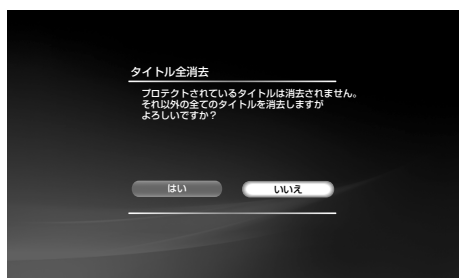 タイトル全消去
プロテクトされているタイトルは消去されません。
それ以外の全てのタイトルを消去しますが
よろしいですか？
はい
いいえ